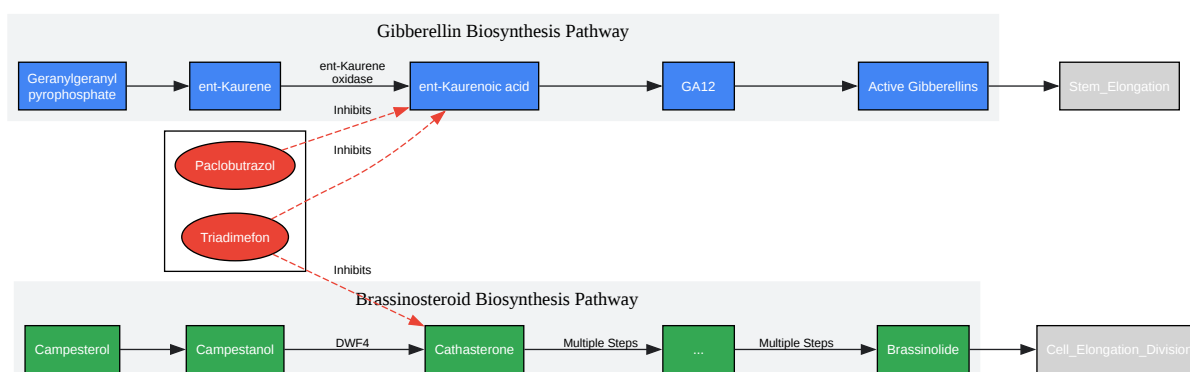 Gibberellin Biosynthesis Pathway
Geranylgeranyl
pyrophosphate
ent-Kaurene
ent-Kaurene
oxidase
ent-Kaurenoic acid
GA12
Active Gibberellins
Stem_Elongation
Inhibits
Inhibits
Paclobutrazol
Triadimefon
Inhibits
Brassinosteroid Biosynthesis Pathway
Campesterol
Campestanol
DWF4
Cathasterone
Multiple Steps
...
Multiple Steps
Brassinolide
Cell_Elongation_Division